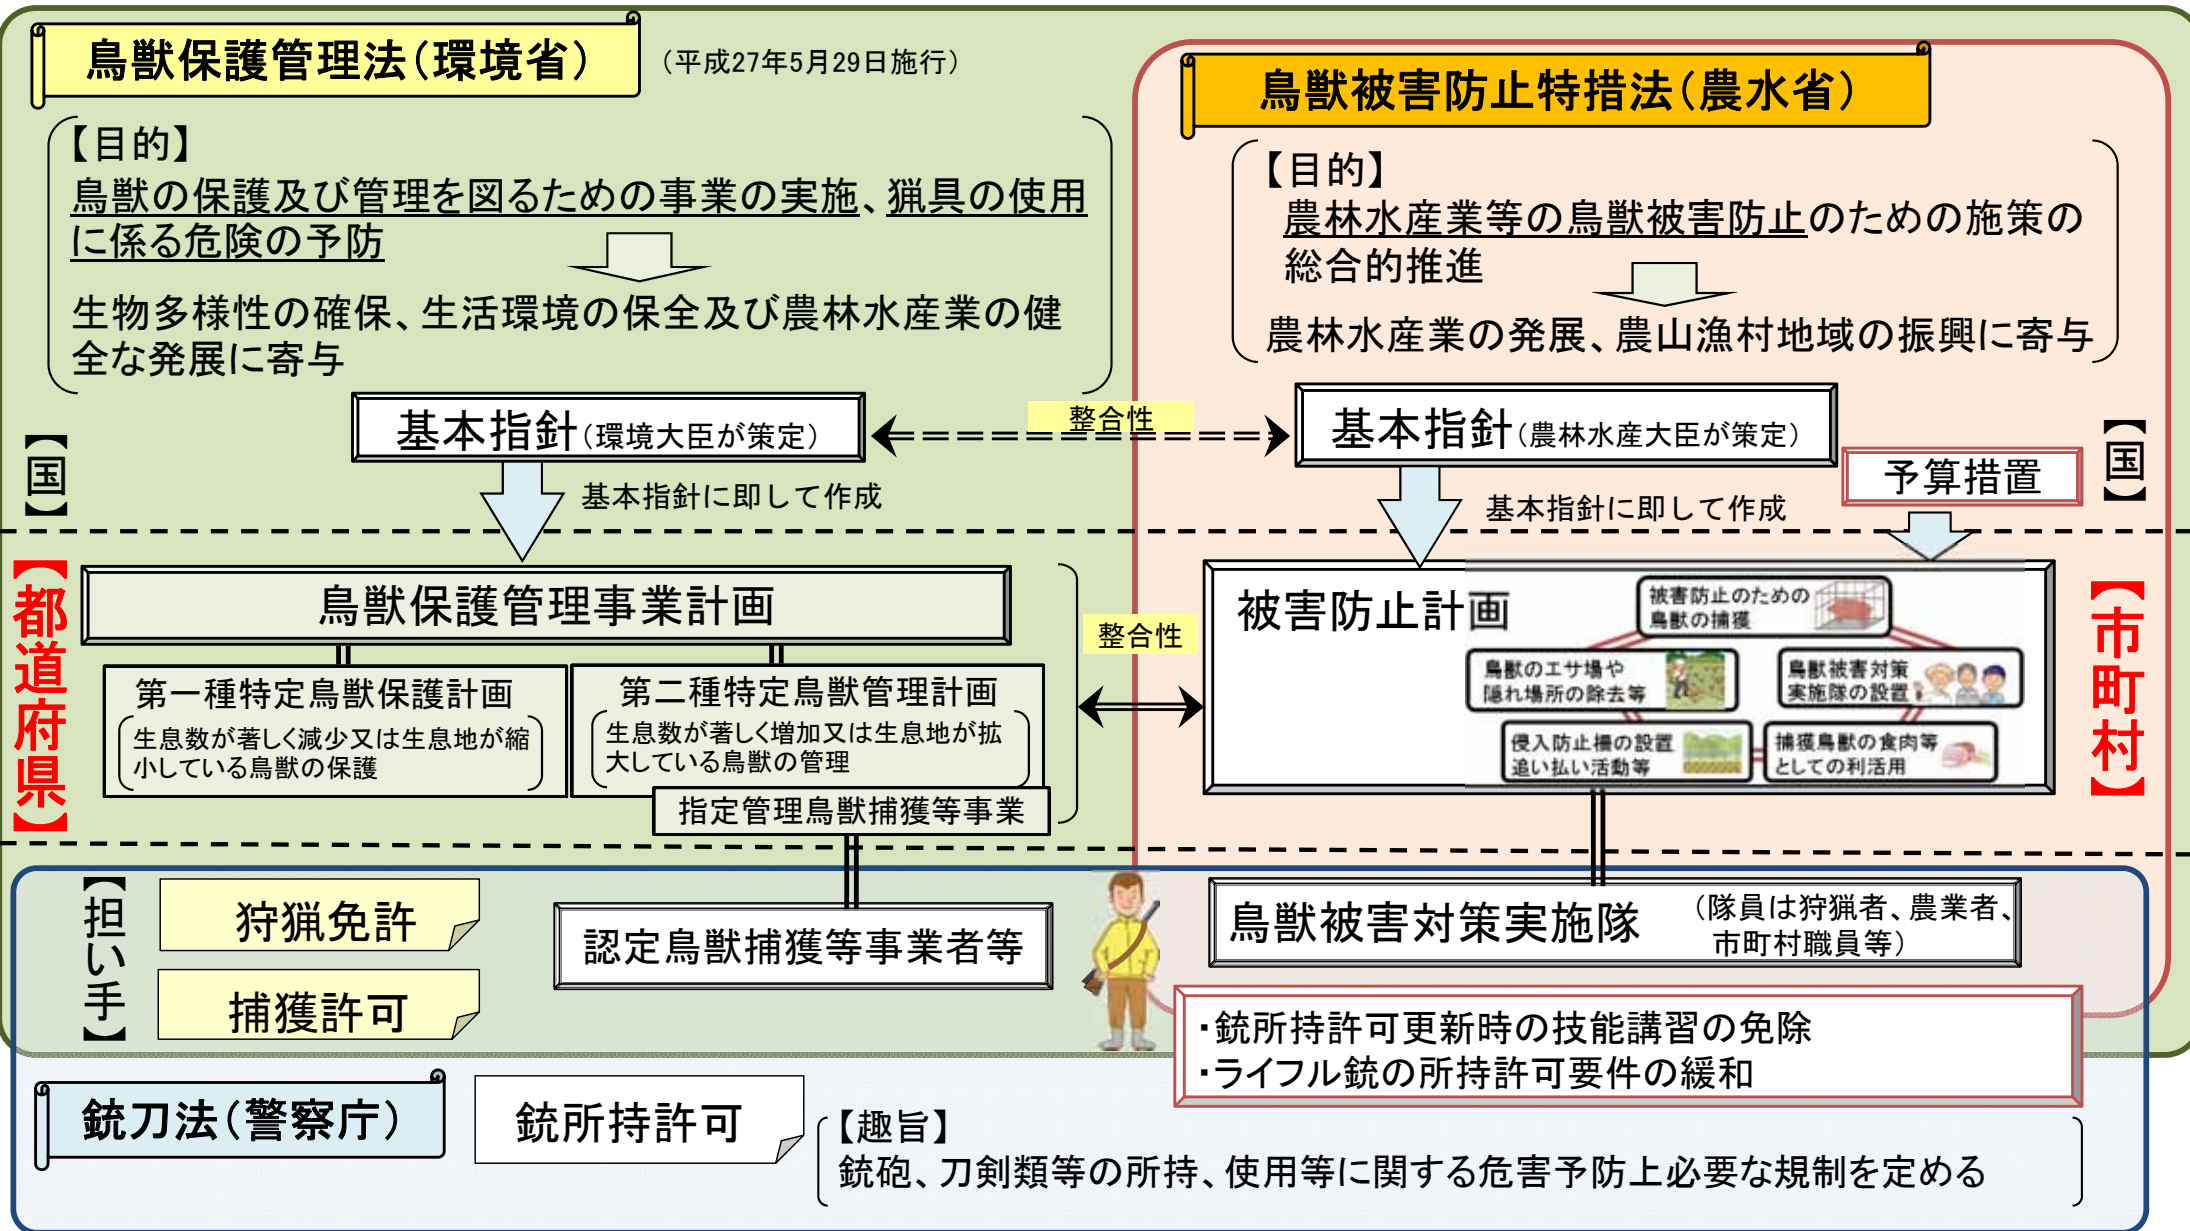 鳥獣保護管理法（環境省）
（平成27年5月29日施行）
【目的】
鳥獣の保護及び管理を図るための事業の実施、猟具の使用
に係る危険の予防
生物多様性の確保、生活環境の保全及び農林水産業の健
全な発展に寄与
鳥獣被害防止特措法（農水省）
【目的】
農林水産業等の鳥獣被害防止のための施策の
総合的推進
農林水産業の発展、農山漁村地域の振興に寄与
【国】
基本指針（環境大臣が策定）
整合性
基本指針（農林水産大臣が策定）
【国】
予算措置
基本指針に即して作成
基本指針に即して作成
【都道府県】
鳥獣保護管理事業計画
第一種特定鳥獣保護計画
生息数が著しく減少又は生息地が縮
小している鳥獣の保護
第二種特定鳥獣管理計画
生息数が著しく増加又は生息地が拡
大している鳥獣の管理
指定管理鳥獣捕獲等事業
整合性
【市町村】
被害防止計画
被害防止のための
鳥獣の捕獲
鳥獣のエサ場や
隠れ場所の除去等
鳥獣被害対策
実施隊の設置
侵入防止柵の設置
追い払い活動等
捕獲鳥獣の食肉等
としての利活用
【担い手】
狩猟免許
捕獲許可
認定鳥獣捕獲等事業者等
鳥獣被害対策実施隊
（隊員は狩猟者、農業者、
市町村職員等）
・銃所持許可更新時の技能講習の免除
・ライフル銃の所持許可要件の緩和
銃刀法（警察庁）
銃所持許可
【趣旨】
銃砲、刀剣類等の所持、使用等に関する危害予防上必要な規制を定める